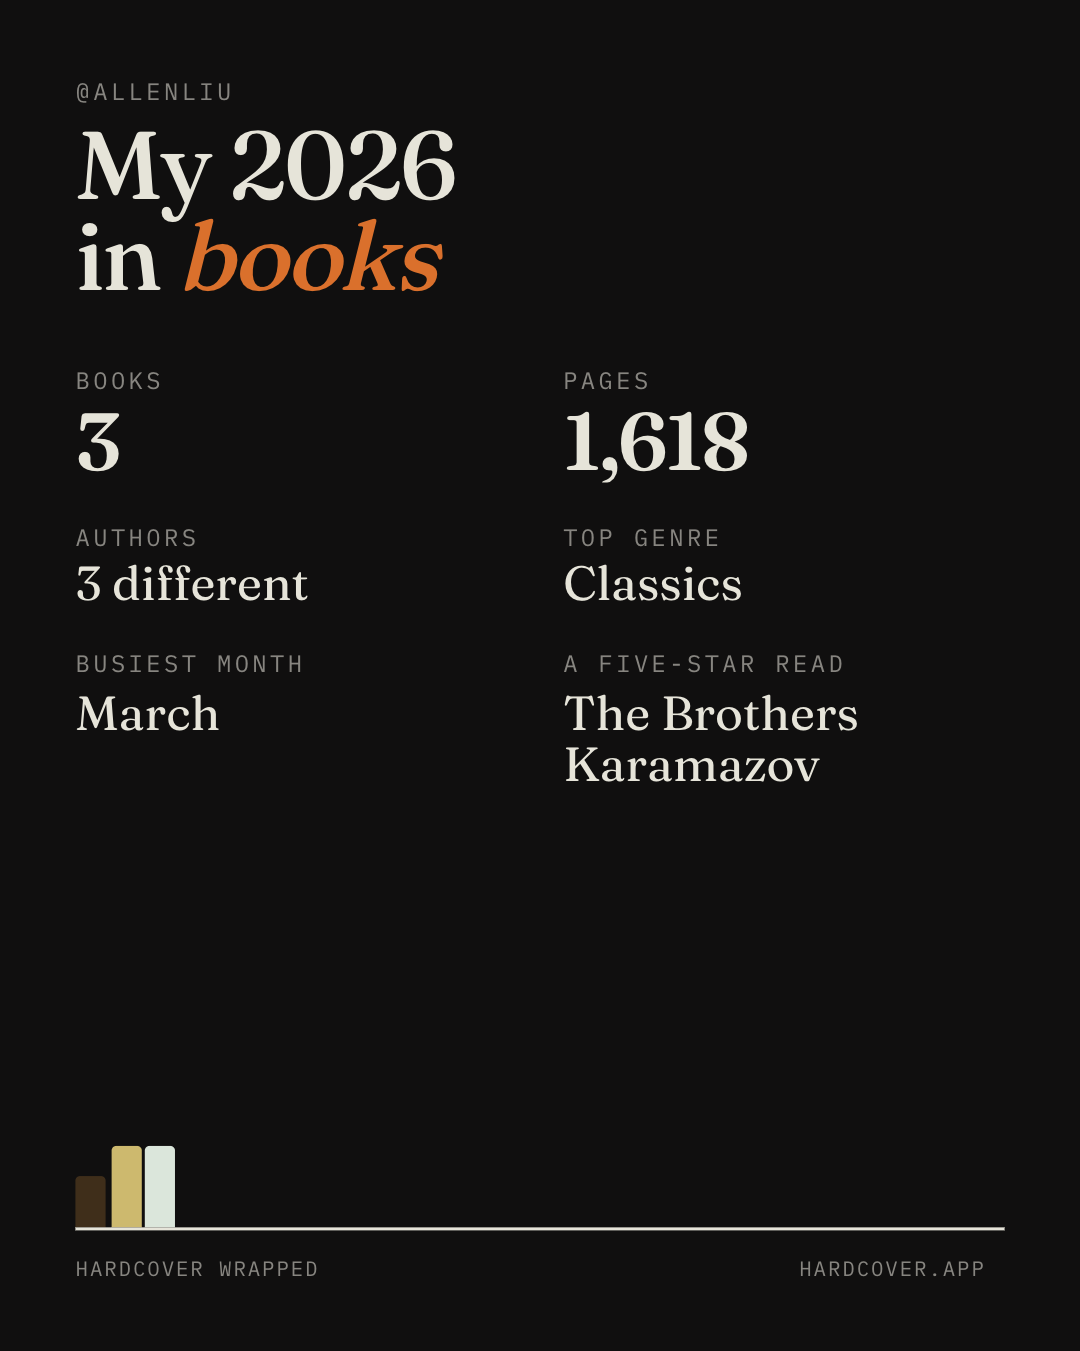 @ALLENLIU
My 2026
in books
BOOKS
3
PAGES
1,618
AUTHORS
3 different
TOP GENRE
Classics
BUSIEST MONTH
March
A FIVE-STAR READ
The Brothers
Karamazov
HARDCOVER WRAPPED
HARDCOVER.APP